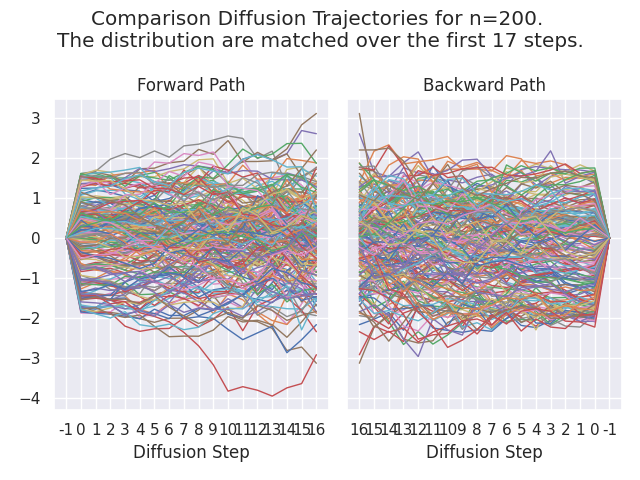 Comparison Diffusion Trajectories for n=200.
The distribution are matched over the first 17 steps.
Forward Path
Backward Path
3
2
1
0
−1
−2
−3
−4
-1 0 1 2 3 4 5 6 7 8 9 10 11 12 13 14 15 16
16 15 14 13 12 11 10 9 8 7 6 5 4 3 2 1 0 -1
Diffusion Step
Diffusion Step